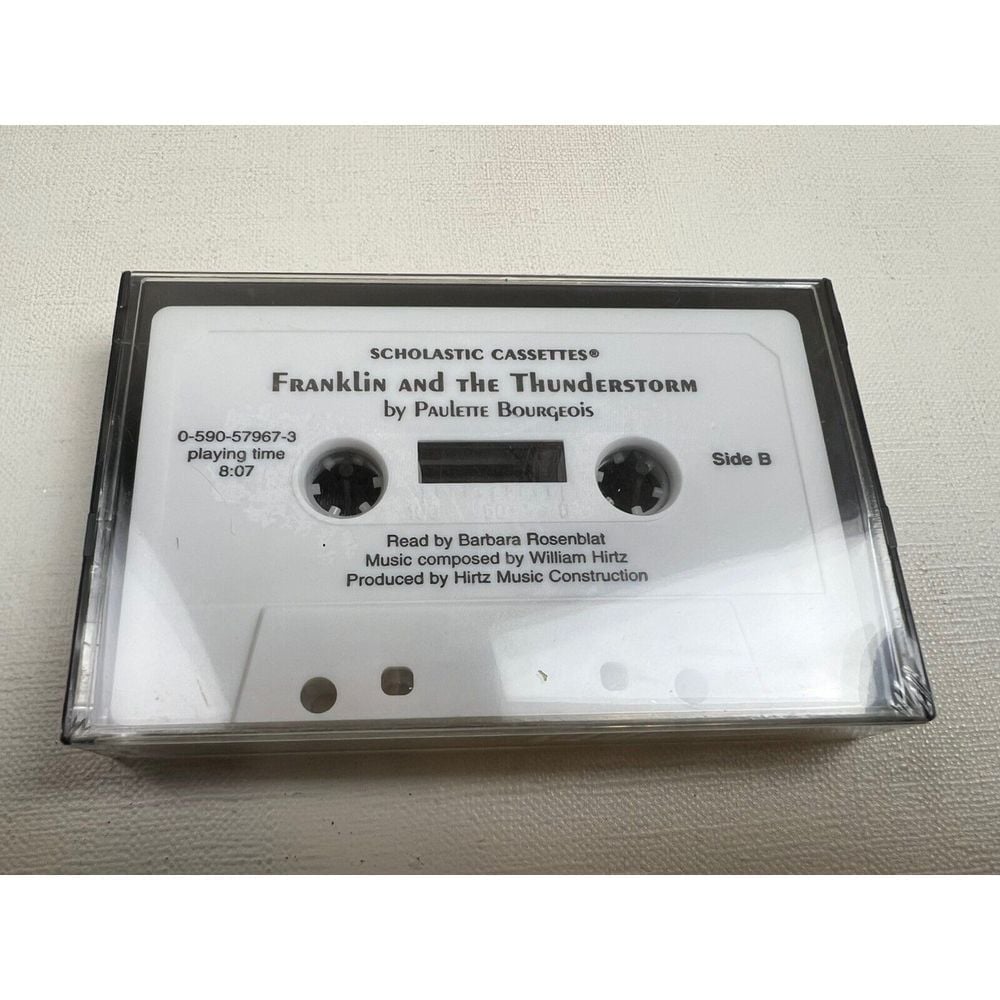 SCHOLASTIC CASSETTES®
FRANKLIN AND THE THUNDERSTORM
by PAULETTE BOURGEOIS
0-590-57967-3
playing time
8:07
Side B
Read by Barbara Rosenblat
Music composed by William Hirtz
Produced by Hirtz Music Construction